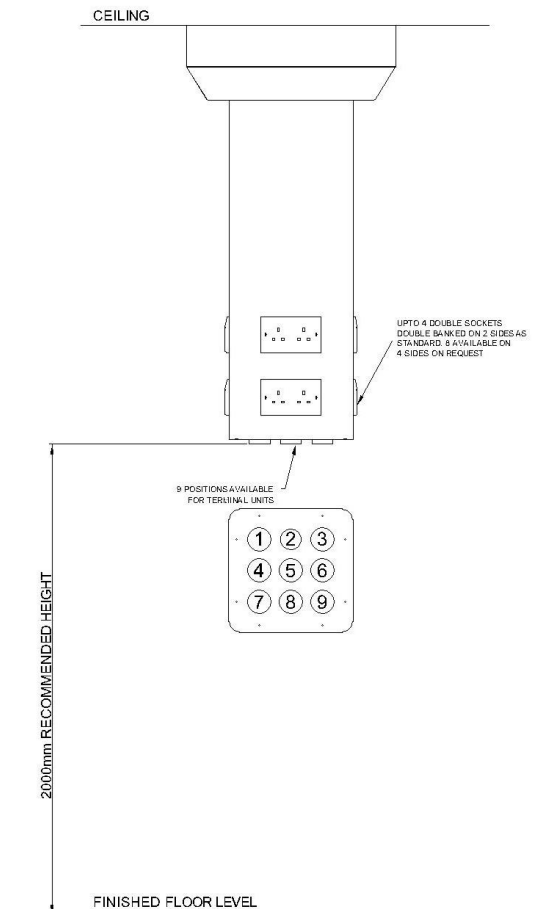 CEILING
UPTO 4 DOUBLE SOCKETS
DOUBLE BANKED ON 2 SIDES AS
STANDARD. 8 AVAILABLE ON
4 SIDES ON REQUEST
9 POSITIONS AVAILABLE
FOR TERMINAL UNITS
1 2 3
4 5 6
7 8 9
2000mm RECOMMENDED HEIGHT
FINISHED FLOOR LEVEL